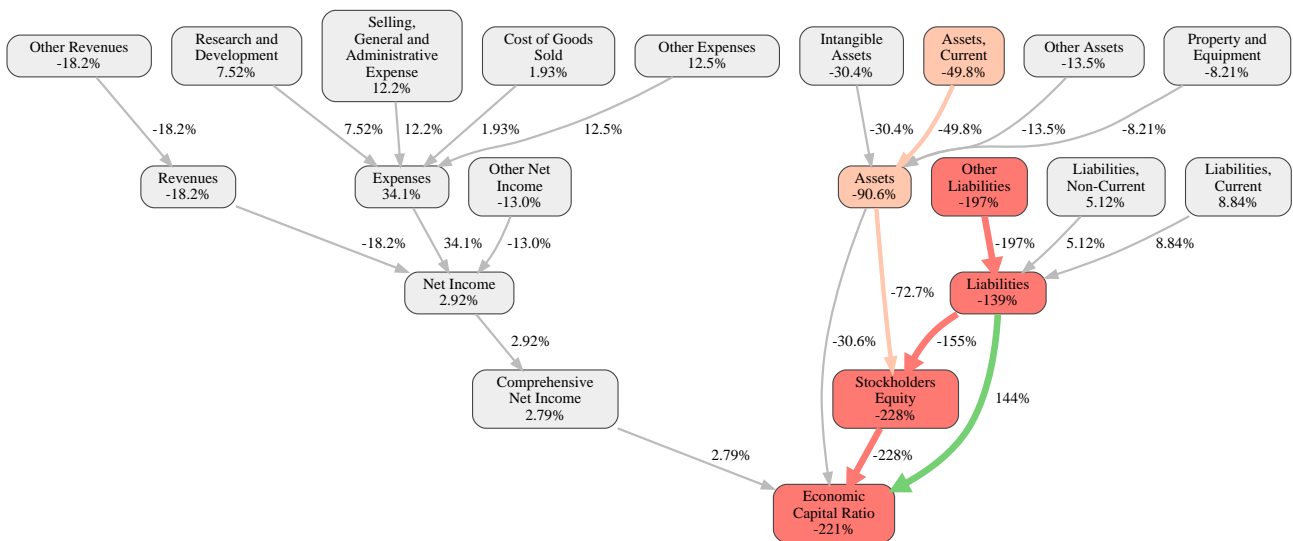 Other Revenues
-18.2%
Research and
Development
7.52%
Selling,
General and
Administrative
Expense
12.2%
Cost of Goods
Sold
1.93%
Other Expenses
12.5%
Intangible
Assets
-30.4%
Assets,
Current
-49.8%
Other Assets
-13.5%
Property and
Equipment
-8.21%
-18.2%
7.52%
12.2%
1.93%
12.5%
-30.4%
-49.8%
-13.5%
-8.21%
Revenues
-18.2%
Expenses
34.1%
Other Net
Income
-13.0%
Assets
-90.6%
Other
Liabilities
-197%
Liabilities,
Non-Current
5.12%
Liabilities,
Current
8.84%
-18.2%
34.1%
-13.0%
-197%
5.12%
8.84%
Net Income
2.92%
-72.7%
Liabilities
-139%
2.92%
-30.6%
-155%
Comprehensive
Net Income
2.79%
Stockholders
Equity
-228%
144%
2.79%
-228%
Economic
Capital Ratio
-221%